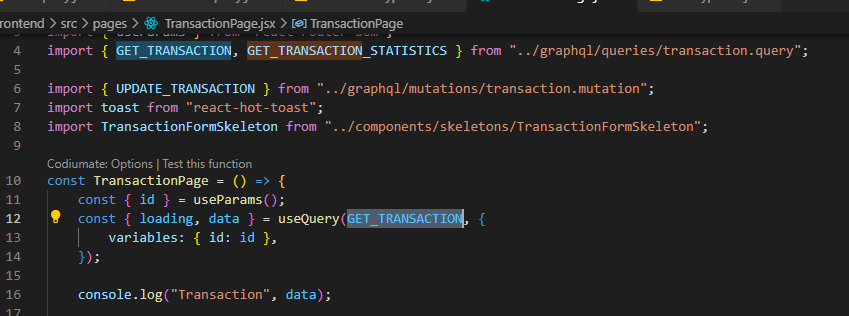 rontend > src > pages > TransactionPage.jsx > TransactionPage
4 import { GET_TRANSACTION, GET_TRANSACTION_STATISTICS } from "../graphql/queries/transaction.query";
5
6 import { UPDATE_TRANSACTION } from "../graphql/mutations/transaction.mutation";
7 import toast from "react-hot-toast";
8 import TransactionFormSkeleton from "../components/skeletons/TransactionFormSkeleton";
9
Codiumate: Options | Test this function
10 const TransactionPage = () => {
11 const { id } = useParams();
12 const { loading, data } = useQuery(GET_TRANSACTION, {
13 variables: { id: id },
14 });
15
16 console.log("Transaction", data);
17